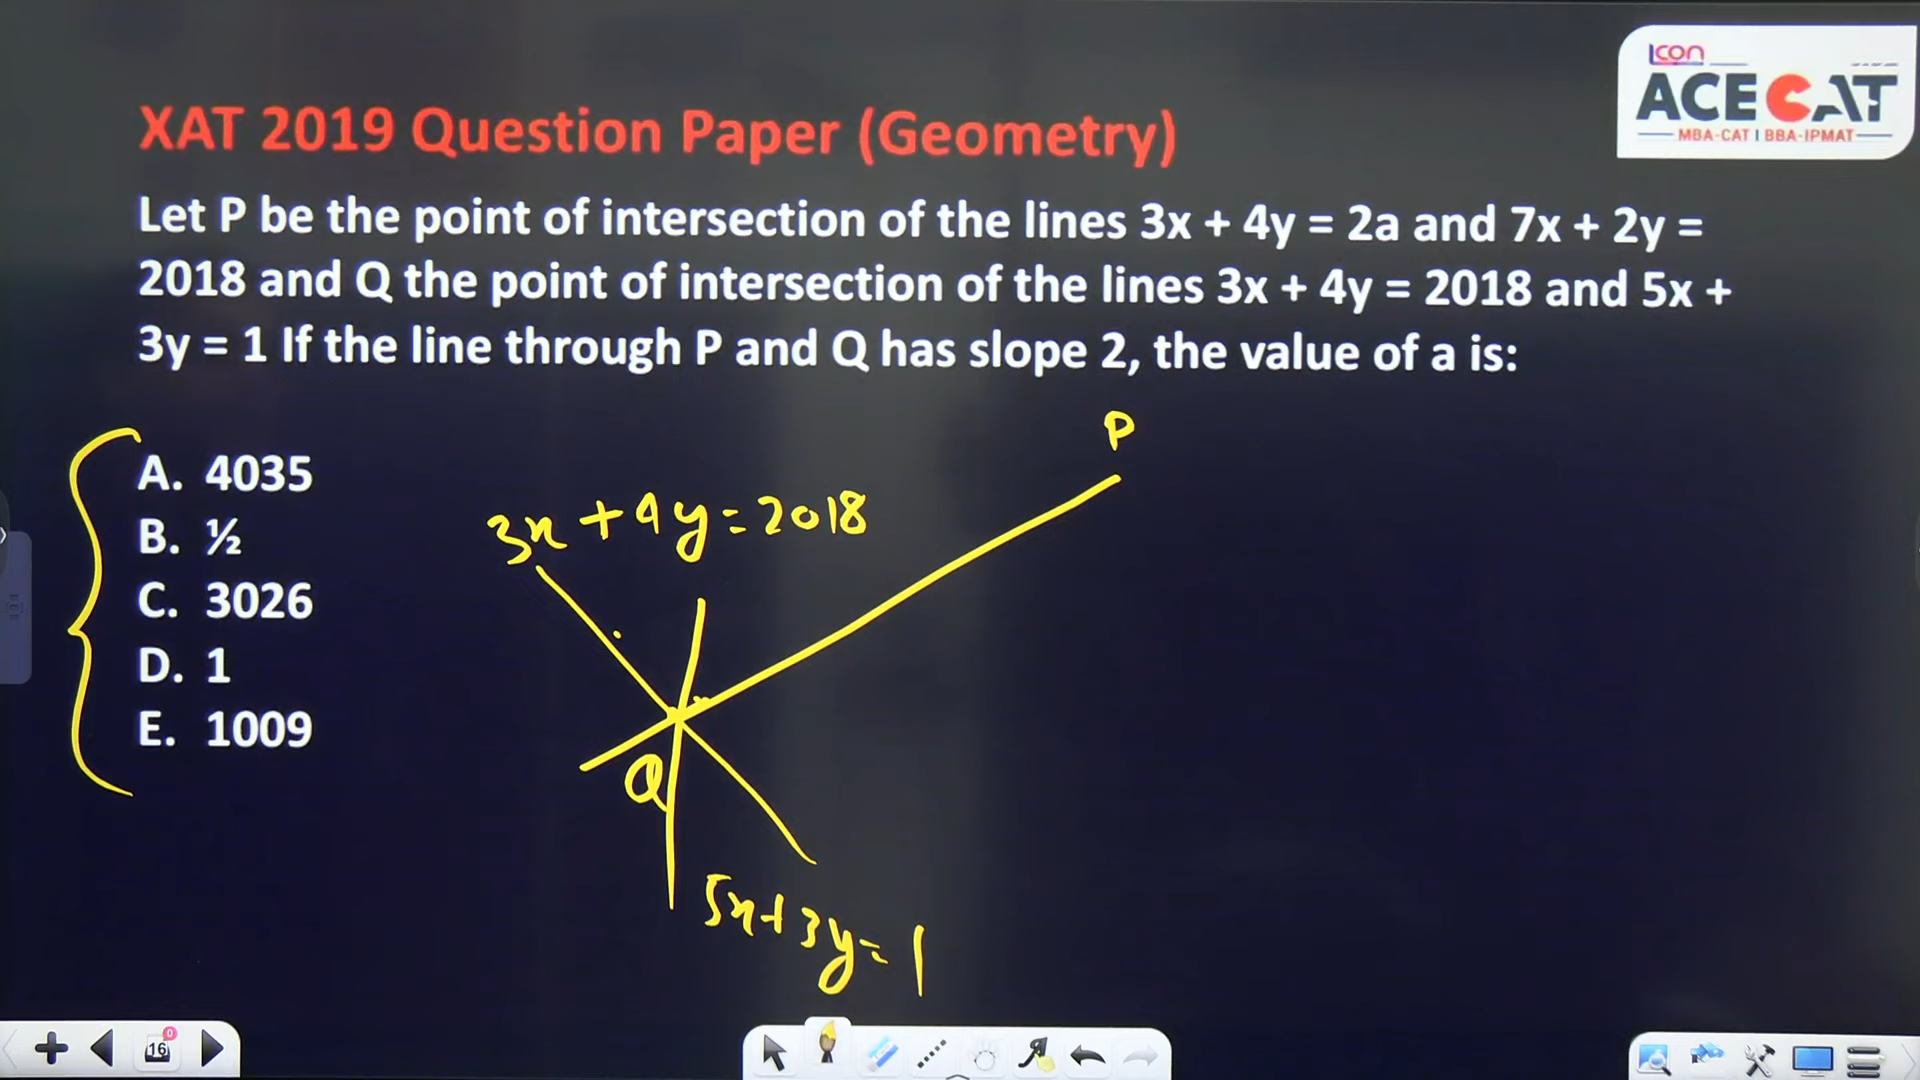 Icon
ACE CAT
MBA-CAT I BBA-IPMAT
XAT 2019 Question Paper (Geometry)
Let P be the point of intersection of the lines 3x + 4y = 2a and 7x + 2y =
2018 and Q the point of intersection of the lines 3x + 4y = 2018 and 5x +
3y = 1 If the line through P and Q has slope 2, the value of a is:
A. 4035
B. ½
C. 3026
D. 1
E. 1009
P
3x + 4y = 2018
Q
5x + 3y = 1
16
0